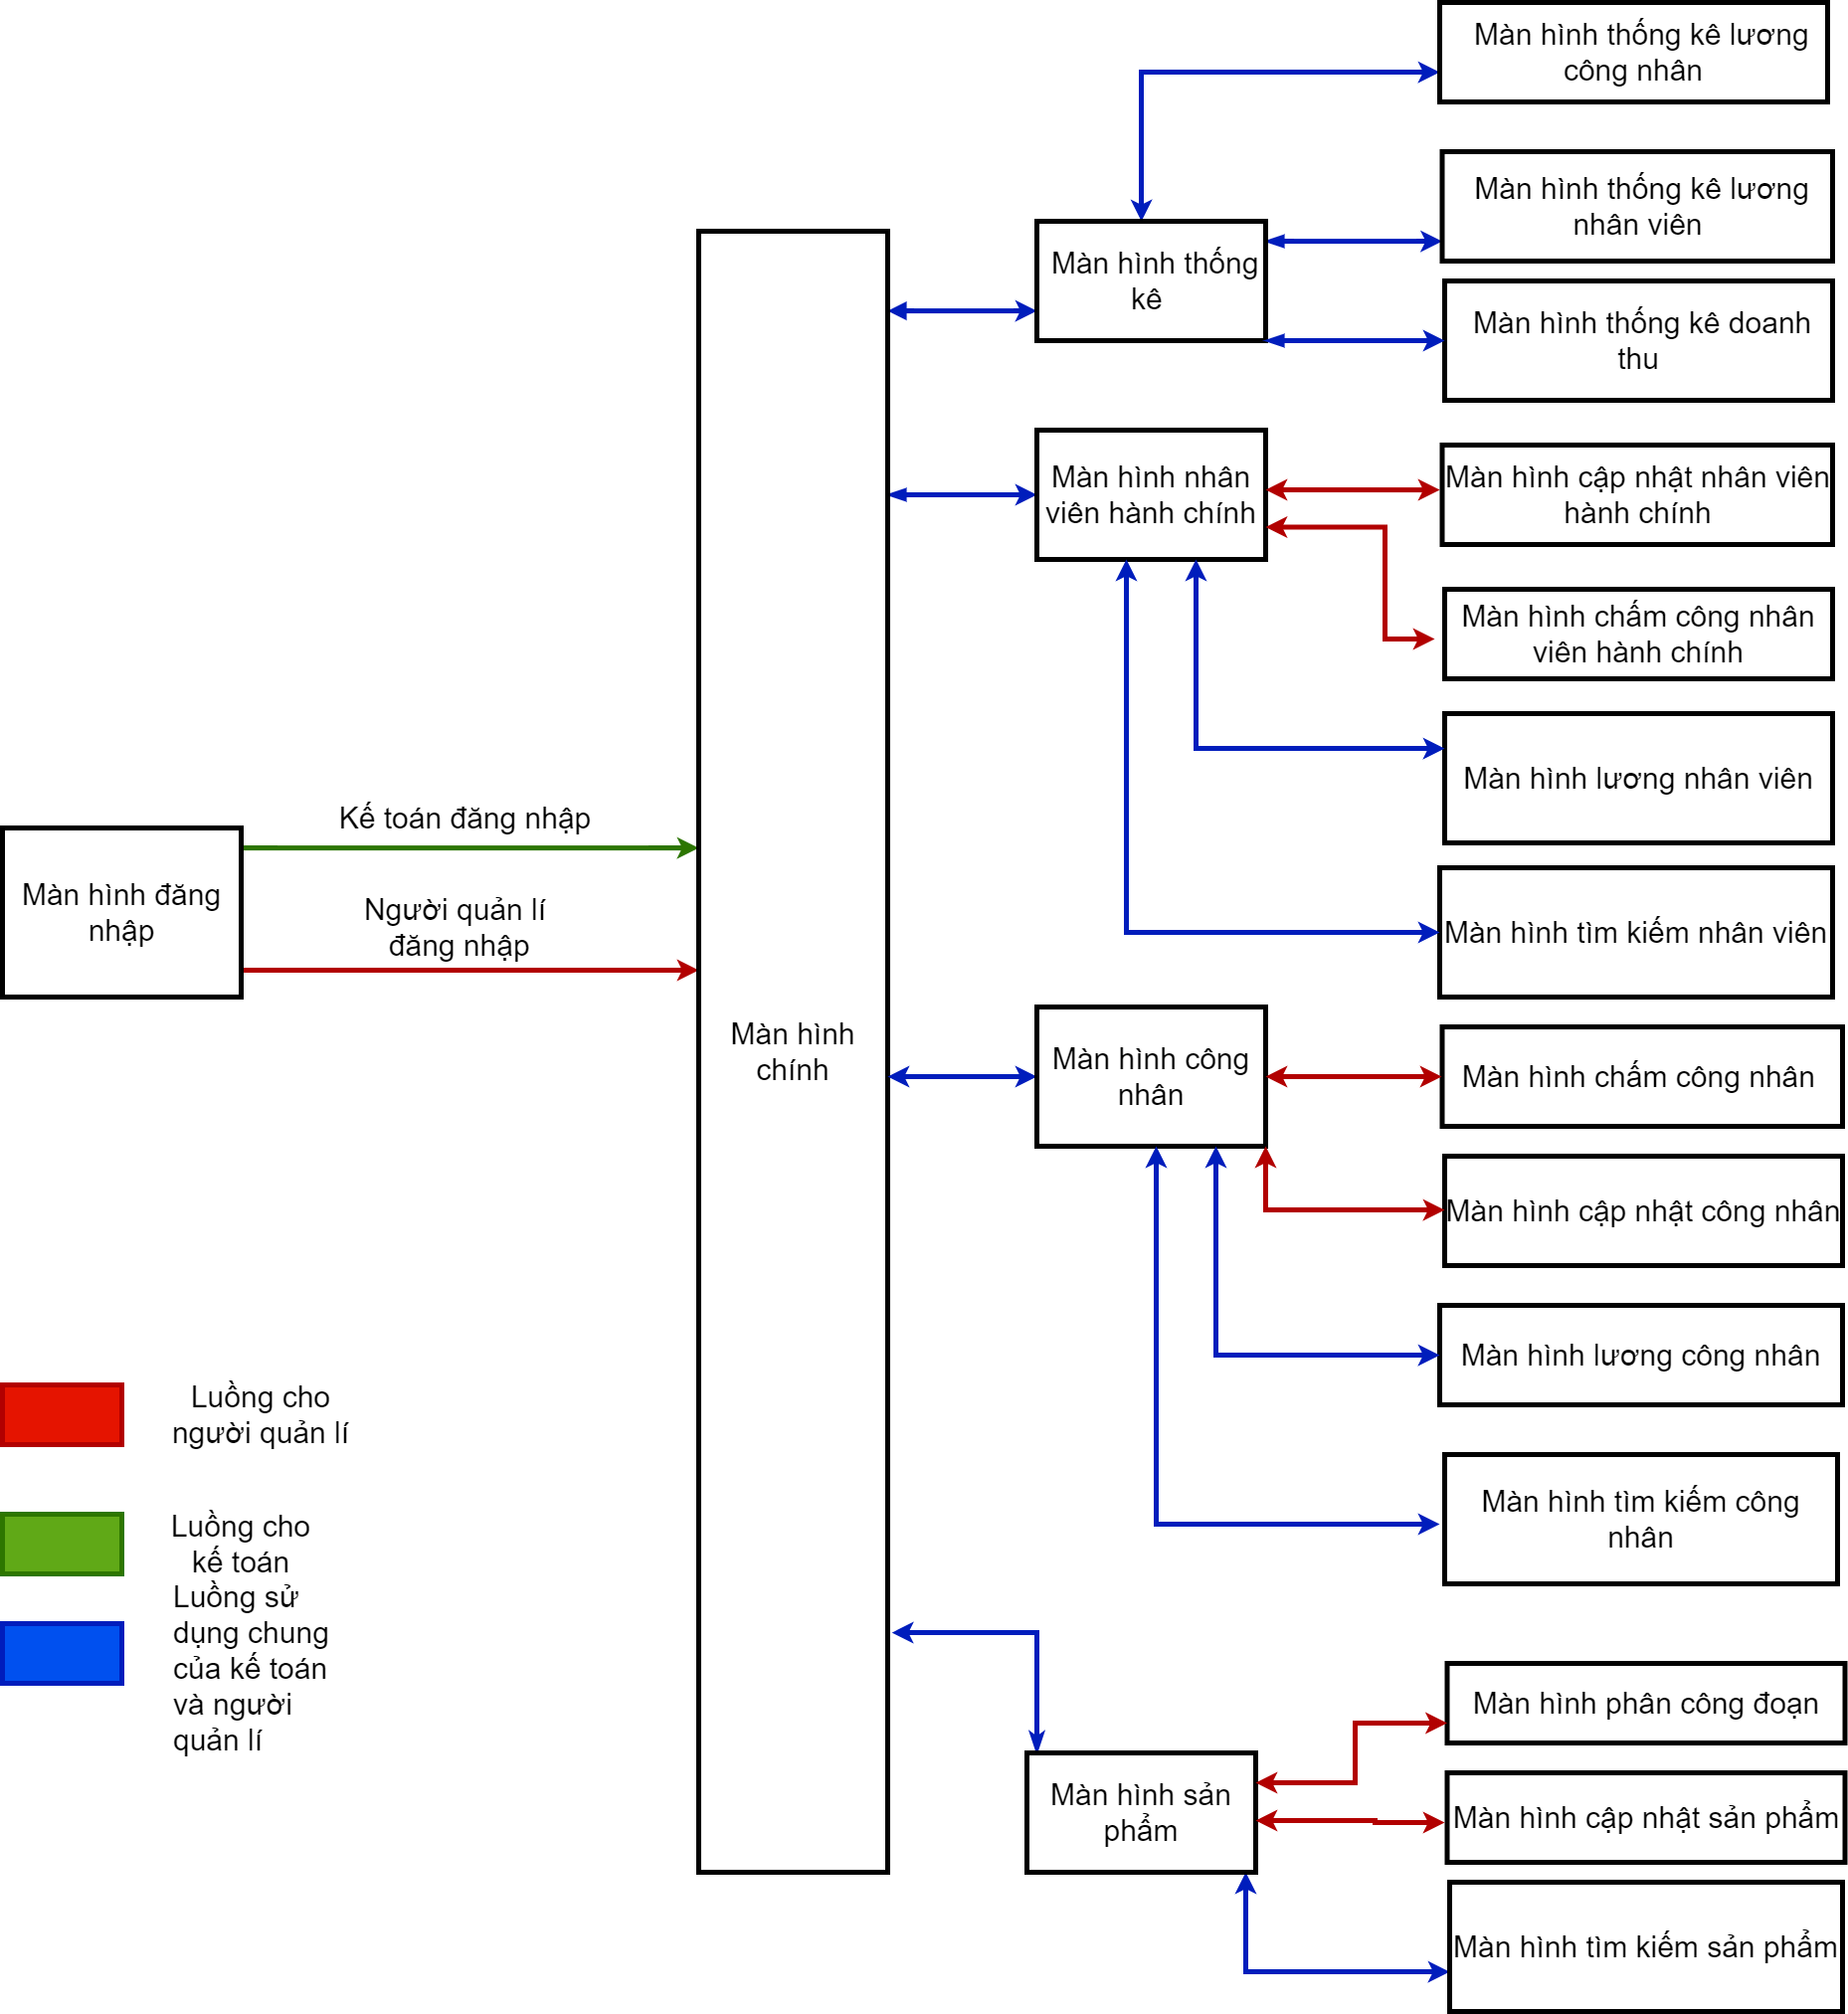 Màn hình thống kê lương
công nhân
Màn hình thống kê lương
nhân viên
Màn hình thống
kê
Màn hình thống kê doanh
thu
Màn hình nhân
viên hành chính
Màn hình cập nhật nhân viên
hành chính
Màn hình chấm công nhân
viên hành chính
Màn hình lương nhân viên
Màn hình tìm kiếm nhân viên
Kế toán đăng nhập
Màn hình đăng
nhập
Người quản lí
đăng nhập
Màn hình
chính
Màn hình công
nhân
Màn hình chấm công nhân
Màn hình cập nhật công nhân
Màn hình lương công nhân
Màn hình tìm kiếm công
nhân
Luồng cho
người quản lí
Luồng cho
kế toán
Luồng sử
dụng chung
của kế toán
và người
quản lí
Màn hình sản
phẩm
Màn hình phân công đoạn
Màn hình cập nhật sản phẩm
Màn hình tìm kiếm sản phẩm